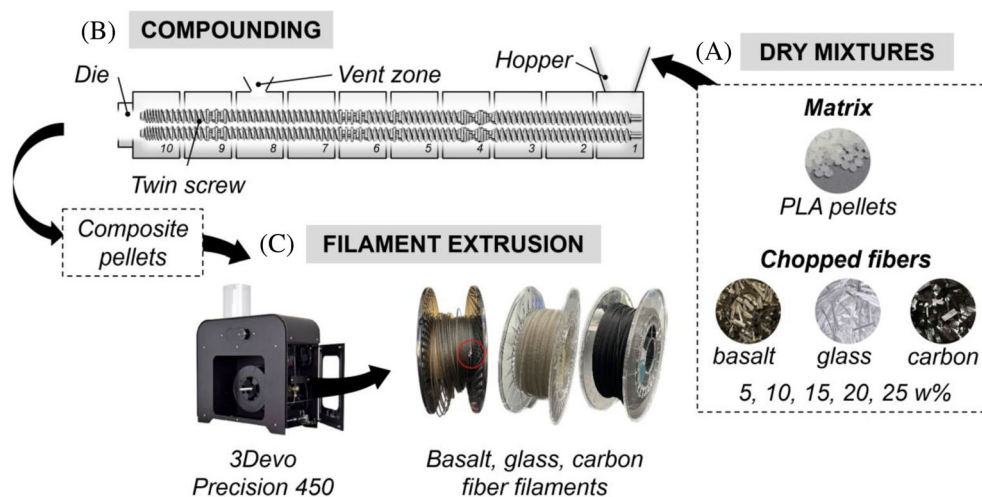 (B) COMPOUNDING
Die
Vent zone
Hopper
10 9 8 7 6 5 4 3 2 1
Twin screw
(A) DRY MIXTURES
Matrix
PLA pellets
Chopped fibers
basalt glass carbon
5, 10, 15, 20, 25 w%
Composite
pellets
(C) FILAMENT EXTRUSION
3Devo
Precision 450
Basalt, glass, carbon
fiber filaments